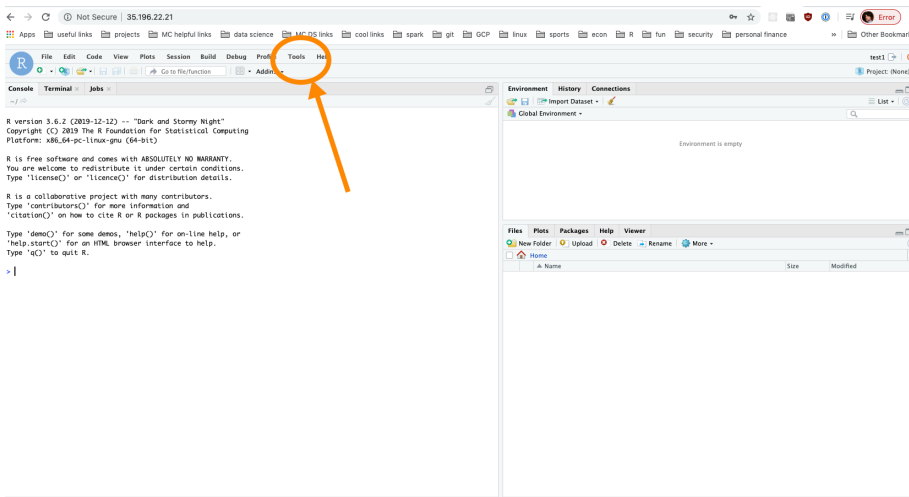 Not Secure | 35.196.22.21
Error
Apps useful links projects MC helpful links data science MC DS links cool links spark git GCP linux sports econ R fun security personal finance » Other Bookmar
R File Edit Code View Plots Session Build Debug Profile Tools Help test1
Go to file/function Addins Project: (None)
Console Terminal × Jobs ×
~/
R version 3.6.2 (2019-12-12) -- "Dark and Stormy Night"
Copyright (C) 2019 The R Foundation for Statistical Computing
Platform: x86_64-pc-linux-gnu (64-bit)
R is free software and comes with ABSOLUTELY NO WARRANTY.
You are welcome to redistribute it under certain conditions.
Type 'license()' or 'licence()' for distribution details.
R is a collaborative project with many contributors.
Type 'contributors()' for more information and
'citation()' on how to cite R or R packages in publications.
Type 'demo()' for some demos, 'help()' for on-line help, or
'help.start()' for an HTML browser interface to help.
Type 'q()' to quit R.
>
Environment History Connections
Import Dataset List
Global Environment
Environment is empty
Files Plots Packages Help Viewer
New Folder Upload Delete Rename More
Home
Name Size Modified